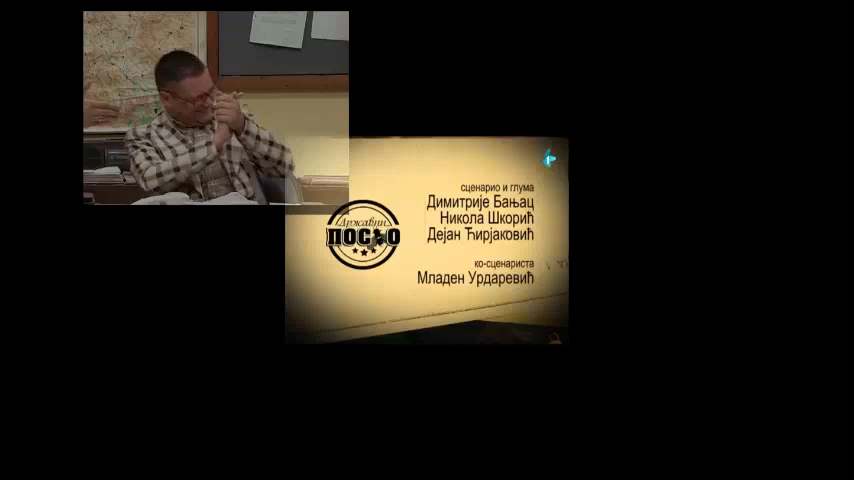 сценарио и глума
Димитрије Бањац
Никола Шкорић
Дејан Ћирјаковић
Државни
ПОСАО
ко-сценариста
Младен Урдаревић